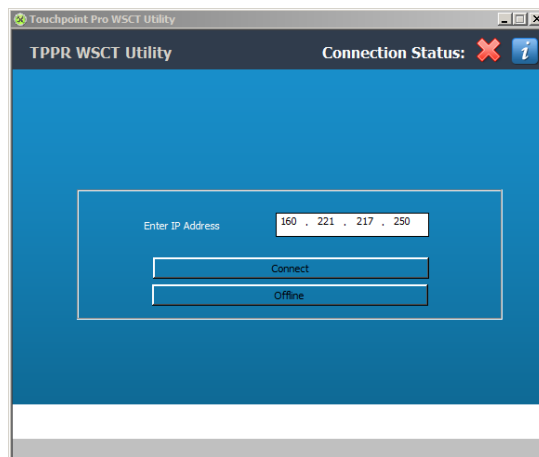 Touchpoint Pro WSCT Utility
TPPR WSCT Utility Connection Status:
Enter IP Address 160 . 221 . 217 . 250
Connect
Offline